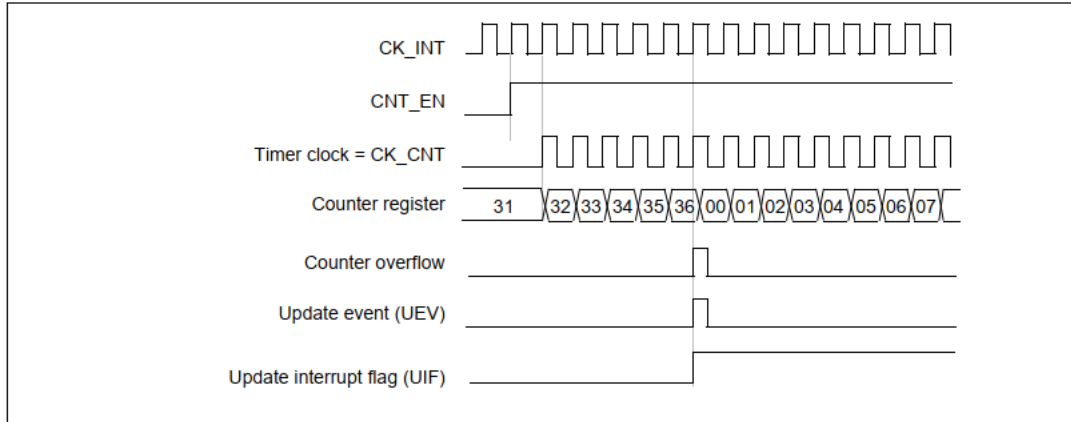 CK_INT
CNT_EN
Timer clock = CK_CNT
Counter register 31 32 33 34 35 36 00 01 02 03 04 05 06 07
Counter overflow
Update event (UEV)
Update interrupt flag (UIF)